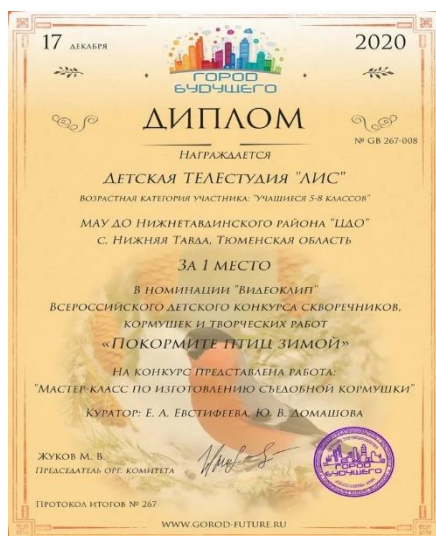 17 ДЕКАБРЯ
2020
ГОРОД
БУДУЩЕГО
ДИПЛОМ
№ GB 267-008
НАГРАЖДАЕТСЯ
ДЕТСКАЯ ТЕЛЕСТУДИЯ "ЛИС"
ВОЗРАСТНАЯ КАТЕГОРИЯ УЧАСТНИКА: "УЧАЩИЕСЯ 5-8 КЛАССОВ"
МАУ ДО НИЖНЕТАВДИНСКОГО РАЙОНА "ЦДО"
С. НИЖНЯЯ ТАВДА, ТЮМЕНСКАЯ ОБЛАСТЬ
ЗА 1 МЕСТО
В НОМИНАЦИИ "ВИДЕОКЛИП"
ВСЕРОССИЙСКОГО ДЕТСКОГО КОНКУРСА СКВОРЕЧНИКОВ,
КОРМУШЕК И ТВОРЧЕСКИХ РАБОТ
«ПОКОРМИТЕ ПТИЦ ЗИМОЙ»
НА КОНКУРС ПРЕДСТАВЛЕНА РАБОТА:
"МАСТЕР-КЛАСС ПО ИЗГОТОВЛЕНИЮ СЪЕДОБНОЙ КОРМУШКИ"
КУРАТОР: Е. А. ЕВСТИФЕЕВА, Ю. В. ДОМАШОВА
ЖУКОВ М. В.
ПРЕДСЕДАТЕЛЬ ОРГ. КОМИТЕТА
ГОРОД
БУДУЩЕГО
ПРОТОКОЛ ИТОГОВ № 267
WWW.GOROD-FUTURE.RU